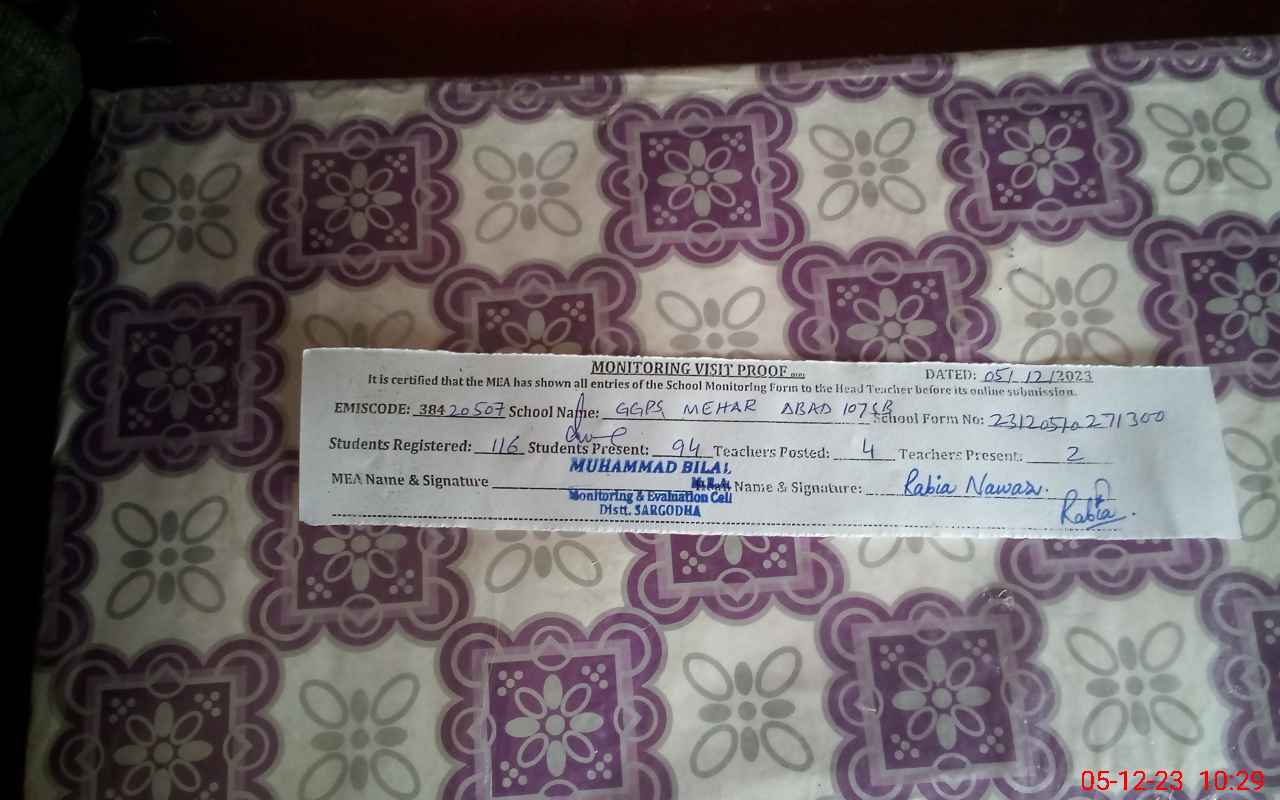 MONITORING VISIT PROOF
DATED: 05/ 12/2023
It is certified that the MEA has shown all entries of the School Monitoring Form to the Head Teacher before its online submission.
EMISCODE: 38420507 School Name: GGPS MEHAR ABAD 107SB School Form No:
Students Registered: 116 Students Present: 94 Teachers Posted: 4 Teachers Present: 2
MEA Name & Signature Name & Signature: Rabia Nawaz.
MUHAMMAD BILAL
M.E.A
Monitoring & Evaluation Cell
Distt. SARGODHA
Rabia.
05-12-23 10:29